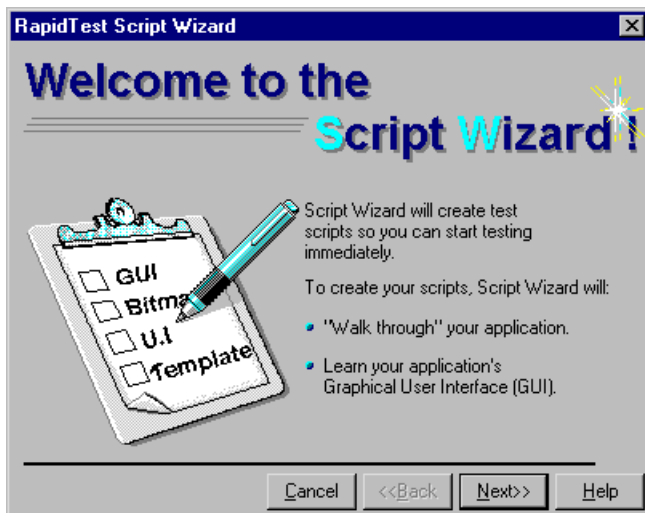 RapidTest Script Wizard
Welcome to the
Script Wizard!
GUI
Bitma
U.I
Template
Script Wizard will create test
scripts so you can start testing
immediately.
To create your scripts, Script Wizard will:
"Walk through" your application.
Learn your application's
Graphical User Interface (GUI).
Cancel
<<Back
Next>>
Help